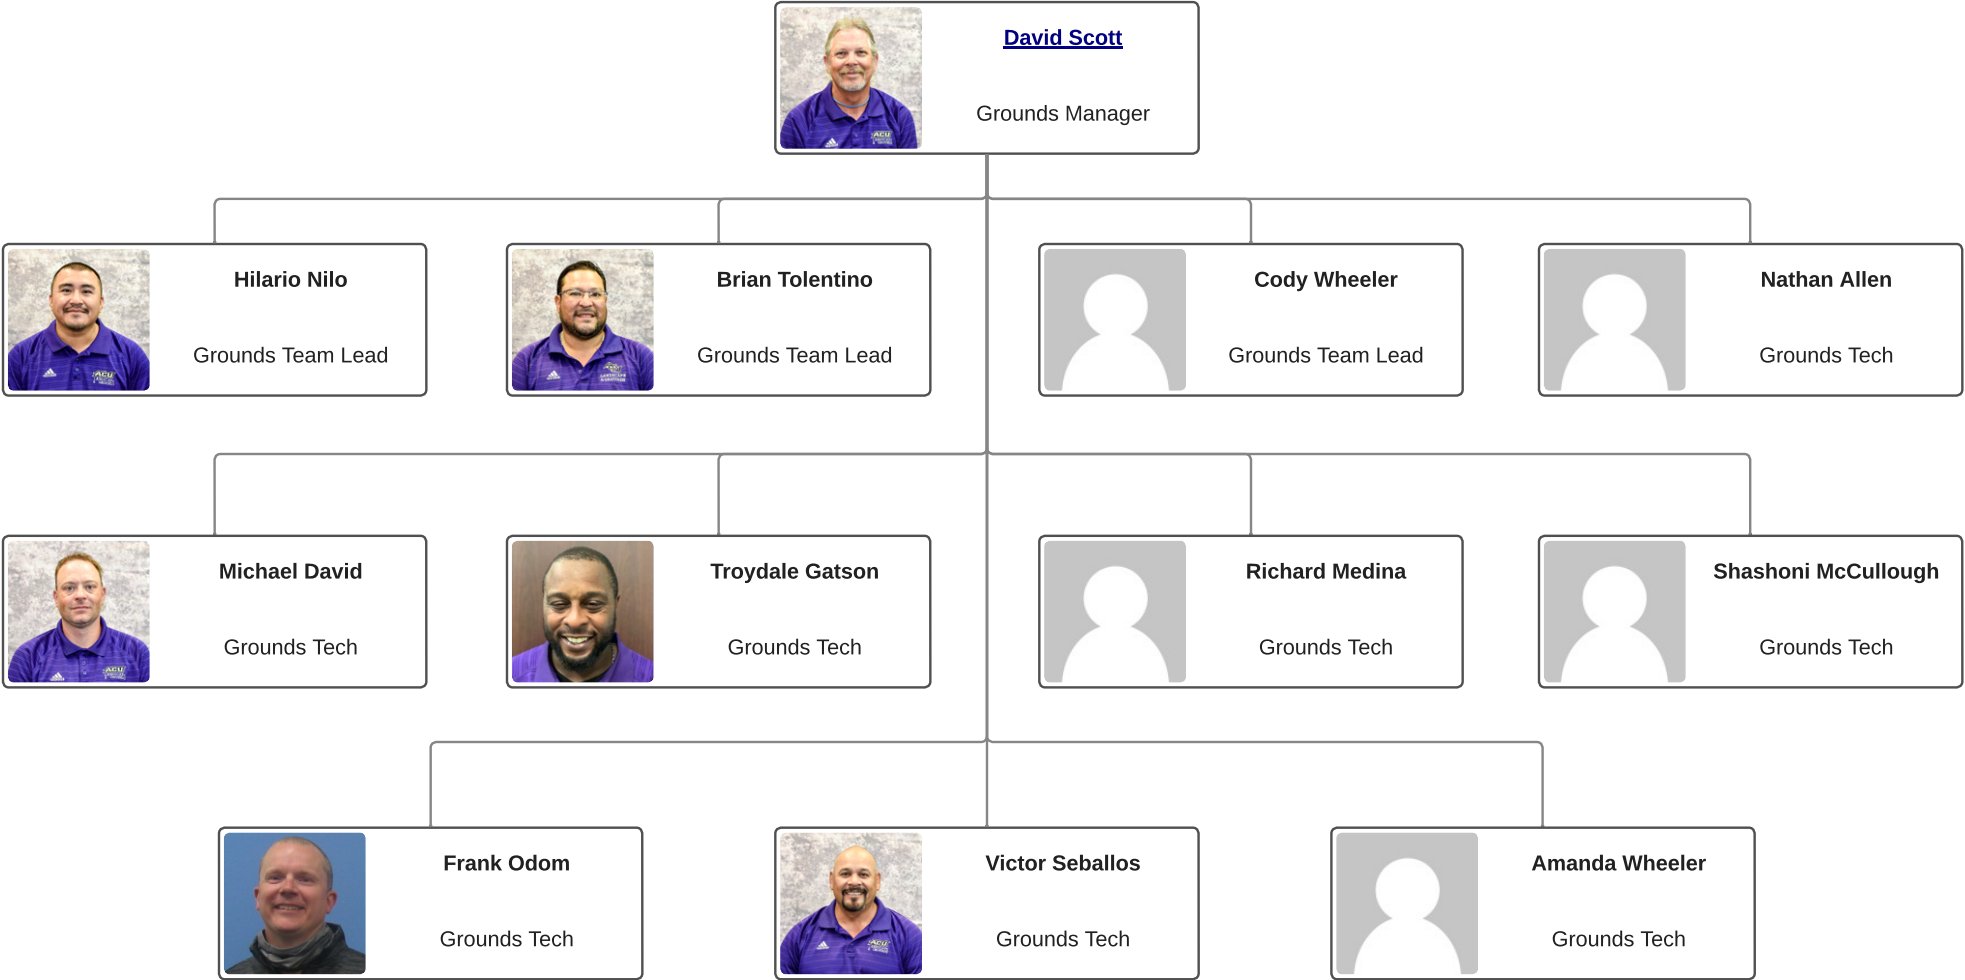 David Scott
Grounds Manager
Hilario Nilo
Grounds Team Lead
Brian Tolentino
Grounds Team Lead
Cody Wheeler
Grounds Team Lead
Nathan Allen
Grounds Tech
Michael David
Grounds Tech
Troydale Gatson
Grounds Tech
Richard Medina
Grounds Tech
Shashoni McCullough
Grounds Tech
Frank Odom
Grounds Tech
Victor Seballos
Grounds Tech
Amanda Wheeler
Grounds Tech